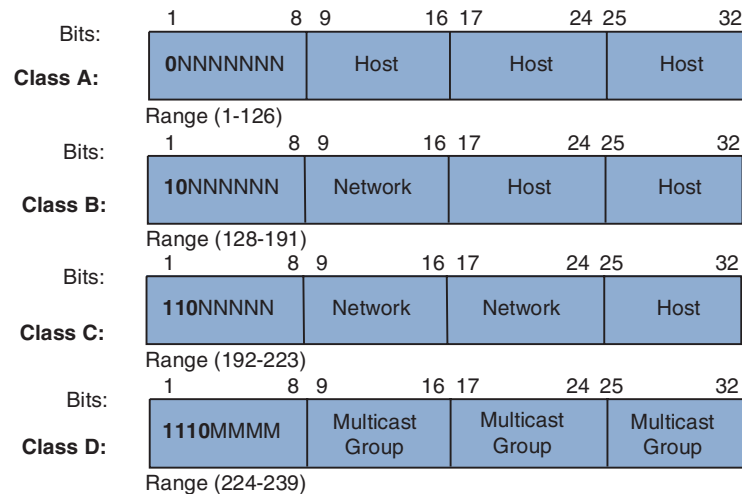 1 8 9 16 17 24 25 32
Bits:
Class A: 0NNNNNNN Host Host Host
Range (1-126)
1 8 9 16 17 24 25 32
Bits:
Class B: 10NNNNNN Network Host Host
Range (128-191)
1 8 9 16 17 24 25 32
Bits:
Class C: 110NNNNN Network Network Host
Range (192-223)
1 8 9 16 17 24 25 32
Bits:
Class D: 1110MMMM Multicast Group Multicast Group Multicast Group
Range (224-239)